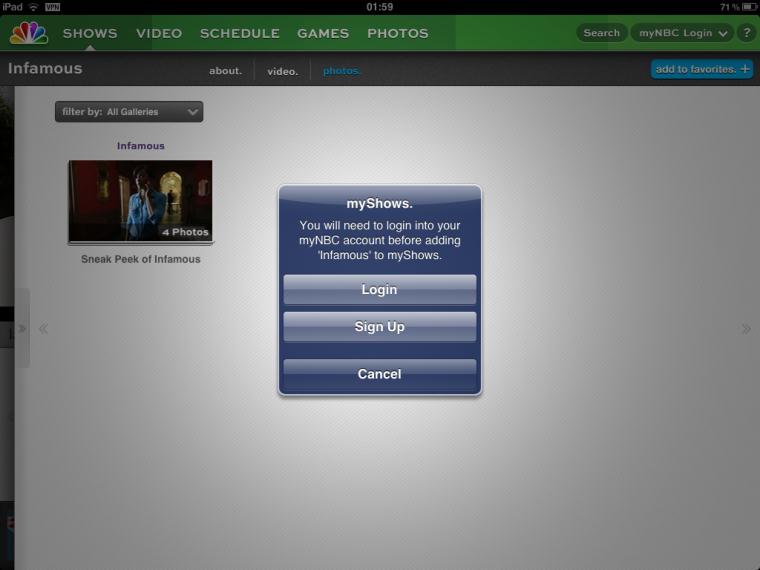 iPad VPN 01:59 71 %
SHOWS VIDEO SCHEDULE GAMES PHOTOS Search myNBC Login ?
Infamous about. video. photos. add to favorites. +
filter by: All Galleries
Infamous
4 Photos
Sneak Peek of Infamous
myShows.
You will need to login into your
myNBC account before adding
'Infamous' to myShows.
Login
Sign Up
Cancel